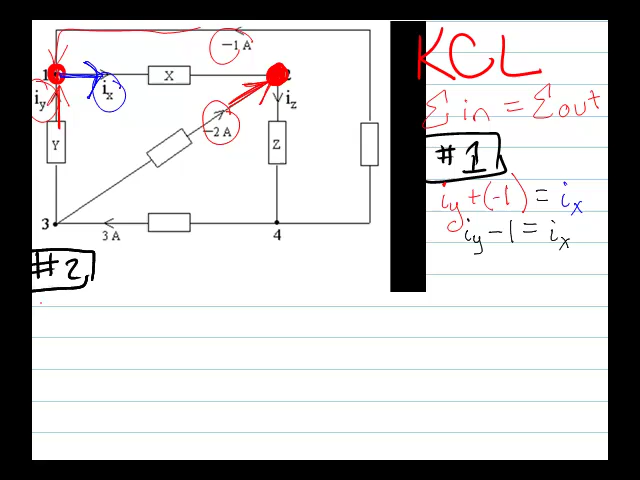 -1 A
1
X
2
i_x
i_y
i_z
-2 A
Y
Z
3
3 A
4
KCL
Σ in = Σ out
#1
i_y + (-1) = i_x
i_y - 1 = i_x
#2